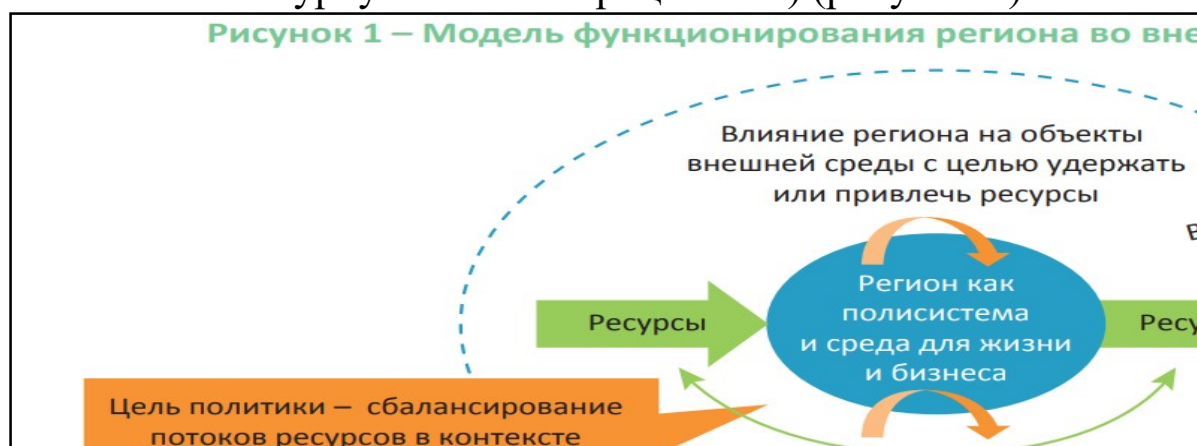 Рисунок 1 – Модель функционирования региона во вне
Влияние региона на объекты
внешней среды с целью удержать
или привлечь ресурсы
Регион как
полисистема
и среда для жизни
и бизнеса
Ресурсы
Ресу
Цель политики – сбалансирование
потоков ресурсов в контексте